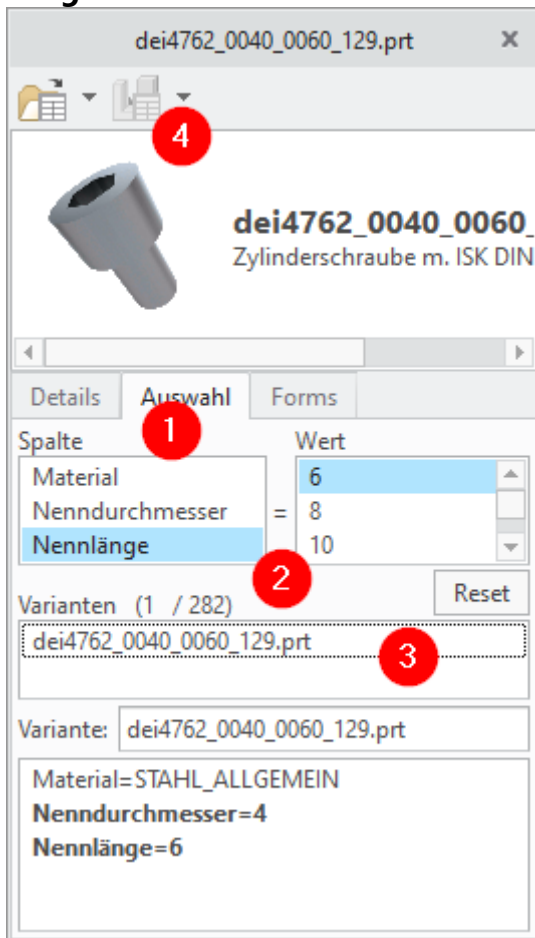 dei4762_0040_0060_129.prt
4
dei4762_0040_0060_
Zylinderschraube m. ISK DIN
Details Auswahl Forms
1
Spalte Wert
Material 6
Nenndurchmesser = 8
Nennlänge 10
2
Reset
Varianten (1 / 282)
dei4762_0040_0060_129.prt
3
Variante: dei4762_0040_0060_129.prt
Material=STAHL_ALLGEMEIN
Nenndurchmesser=4
Nennlänge=6